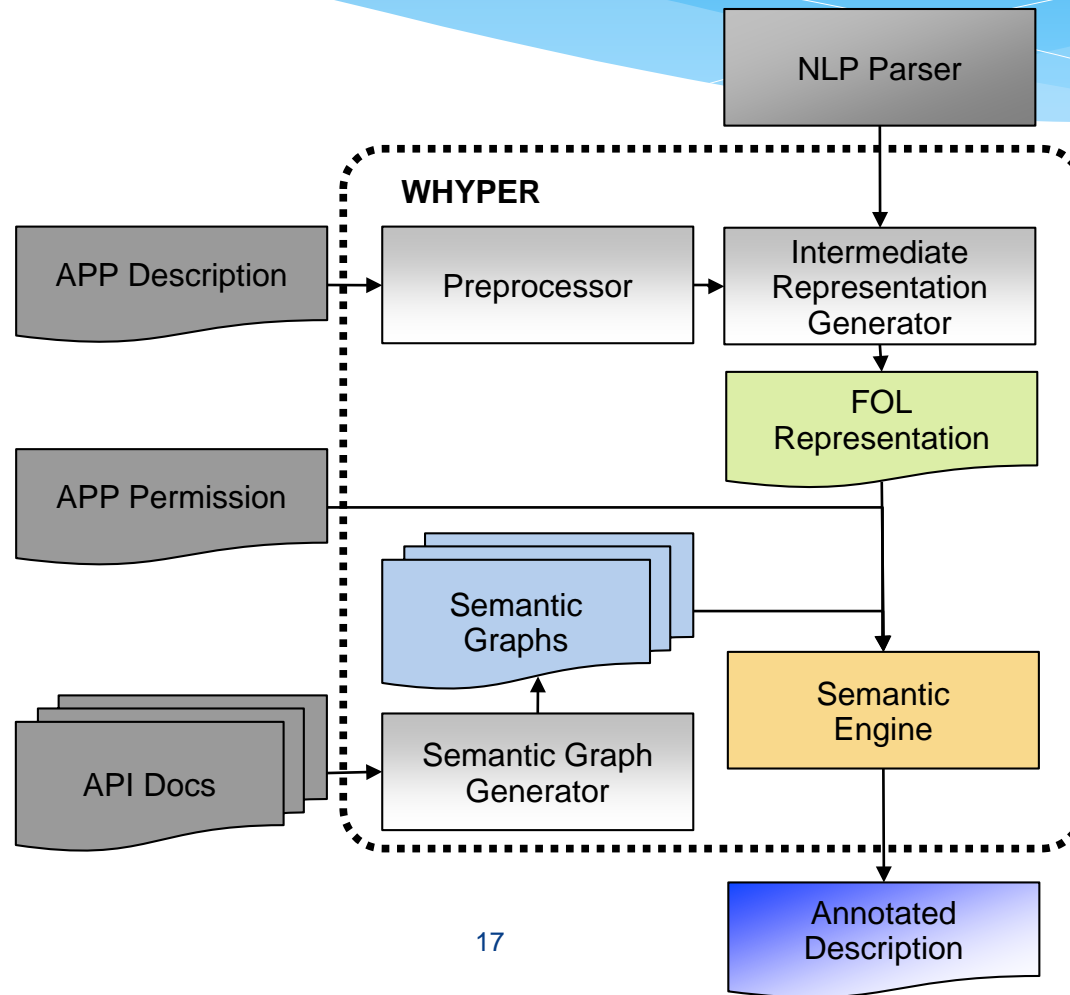 NLP Parser
WHYPER
APP Description
Preprocessor
Intermediate
Representation
Generator
FOL
Representation
APP Permission
Semantic
Graphs
Semantic
Engine
API Docs
Semantic Graph
Generator
Annotated
Description
17